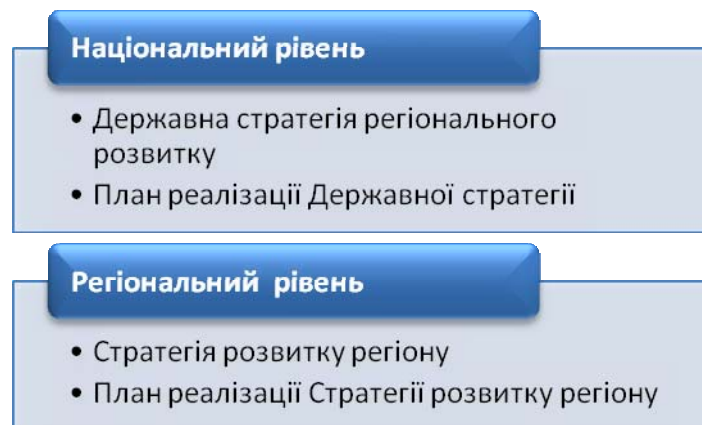 Національний рівень
• Державна стратегія регіонального
розвитку
• План реалізації Державної стратегії
Регіональний рівень
• Стратегія розвитку регіону
• План реалізації Стратегії розвитку регіону